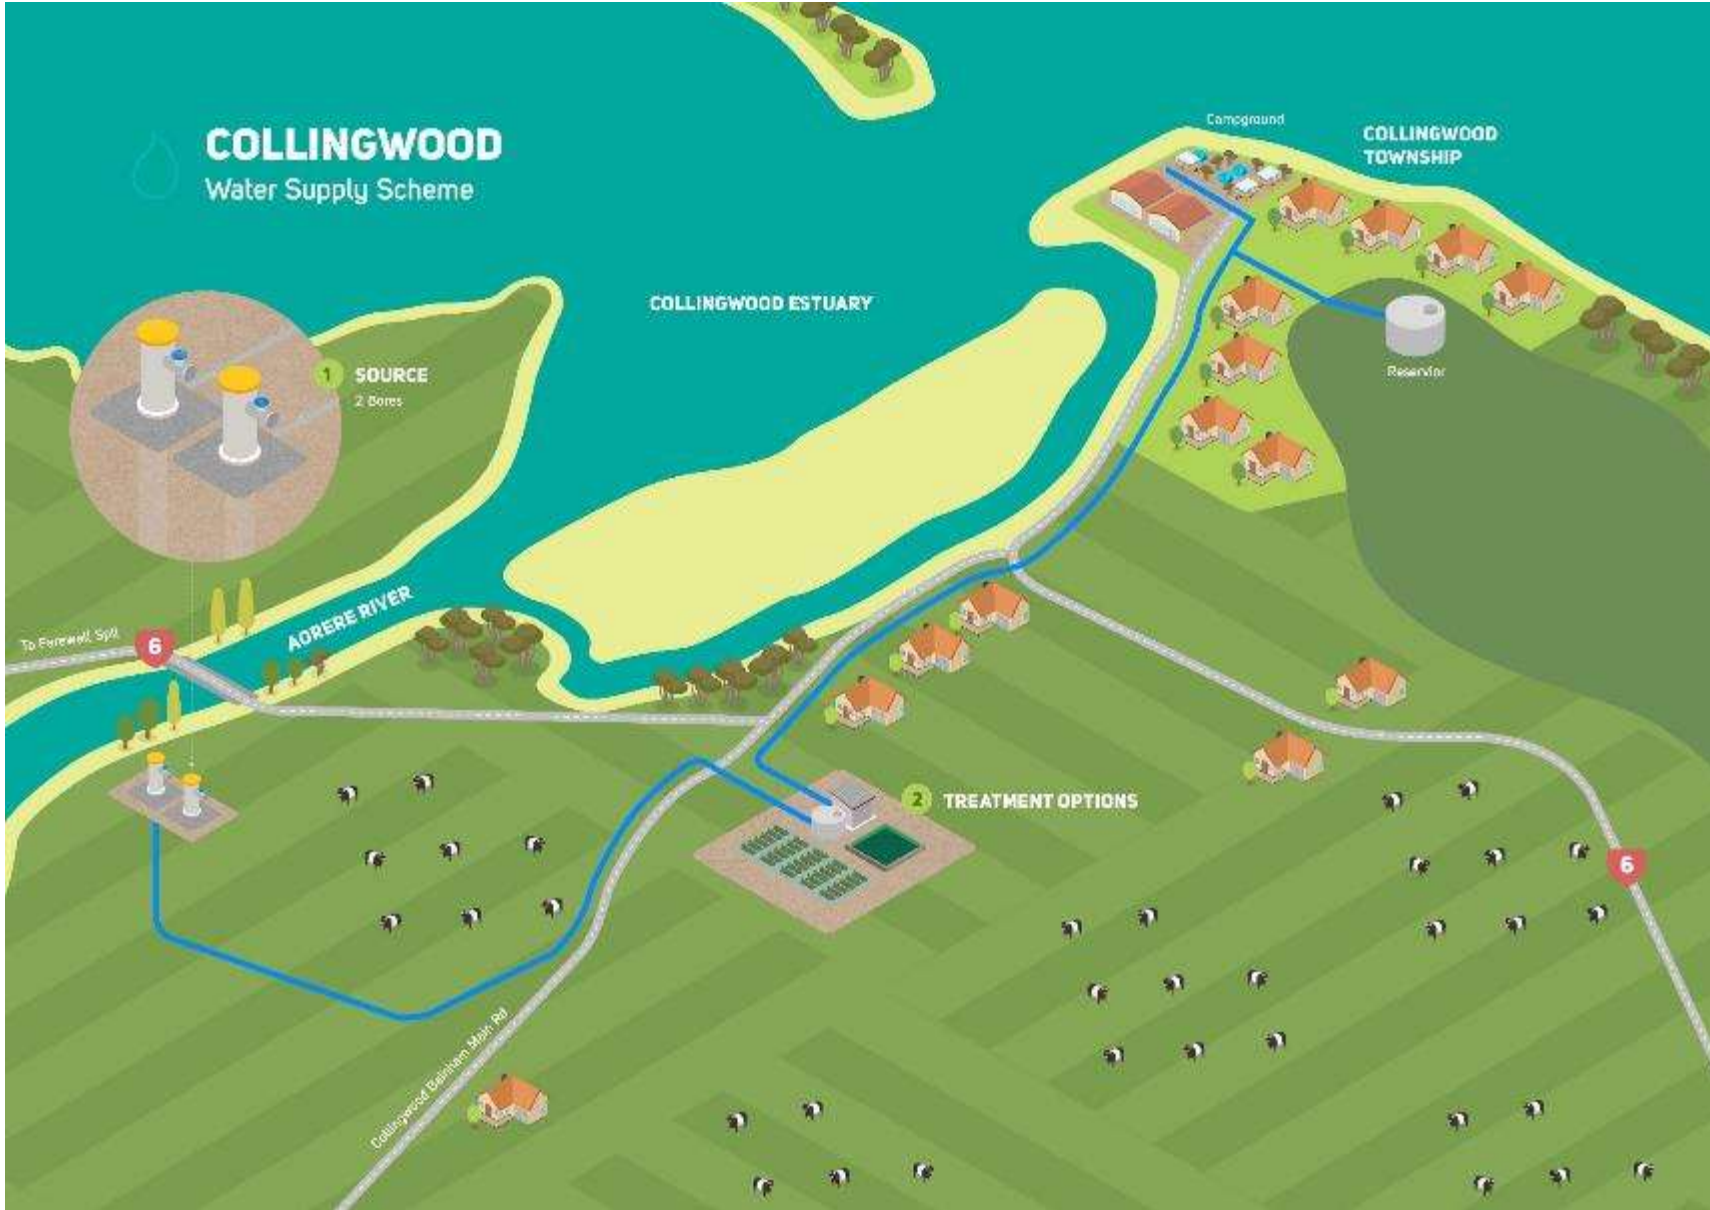 COLLINGWOOD
Water Supply Scheme
Campground
COLLINGWOOD
TOWNSHIP
COLLINGWOOD ESTUARY
1 SOURCE
2 Bores
Reservior
AORERE RIVER
To Farewell Spit
6
2 TREATMENT OPTIONS
6
Collingwood Bainham Main Rd